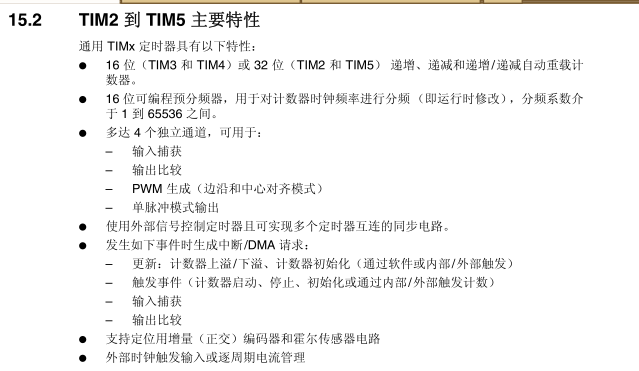 15.2 TIM2 到 TIM5 主要特性
通用 TIMx 定时器具有以下特性：
● 16 位（TIM3 和 TIM4）或 32 位（TIM2 和 TIM5） 递增、递减和递增/递减自动重载计
数器。
● 16 位可编程预分频器，用于对计数器时钟频率进行分频 （即运行时修改），分频系数介
于 1 到 65536 之间。
● 多达 4 个独立通道，可用于：
– 输入捕获
– 输出比较
– PWM 生成（边沿和中心对齐模式）
– 单脉冲模式输出
● 使用外部信号控制定时器且可实现多个定时器互连的同步电路。
● 发生如下事件时生成中断/DMA 请求：
– 更新：计数器上溢/下溢、计数器初始化（通过软件或内部/外部触发）
– 触发事件（计数器启动、停止、初始化或通过内部/外部触发计数）
– 输入捕获
– 输出比较
● 支持定位用增量（正交）编码器和霍尔传感器电路
● 外部时钟触发输入或逐周期电流管理